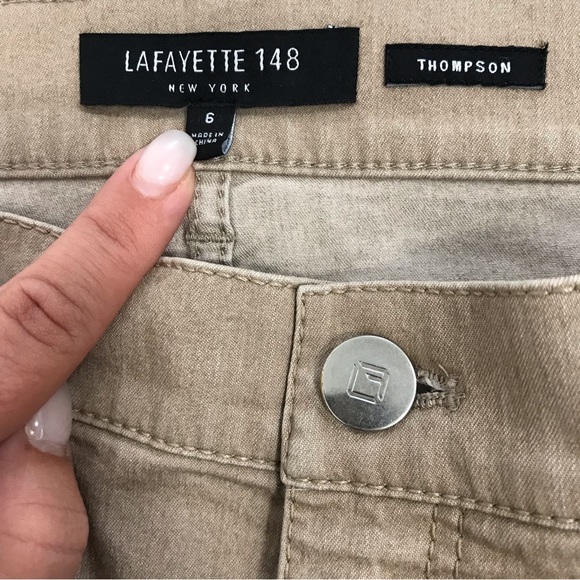 LAFAYETTE 148
NEW YORK
THOMPSON
6
MADE IN
CHINA